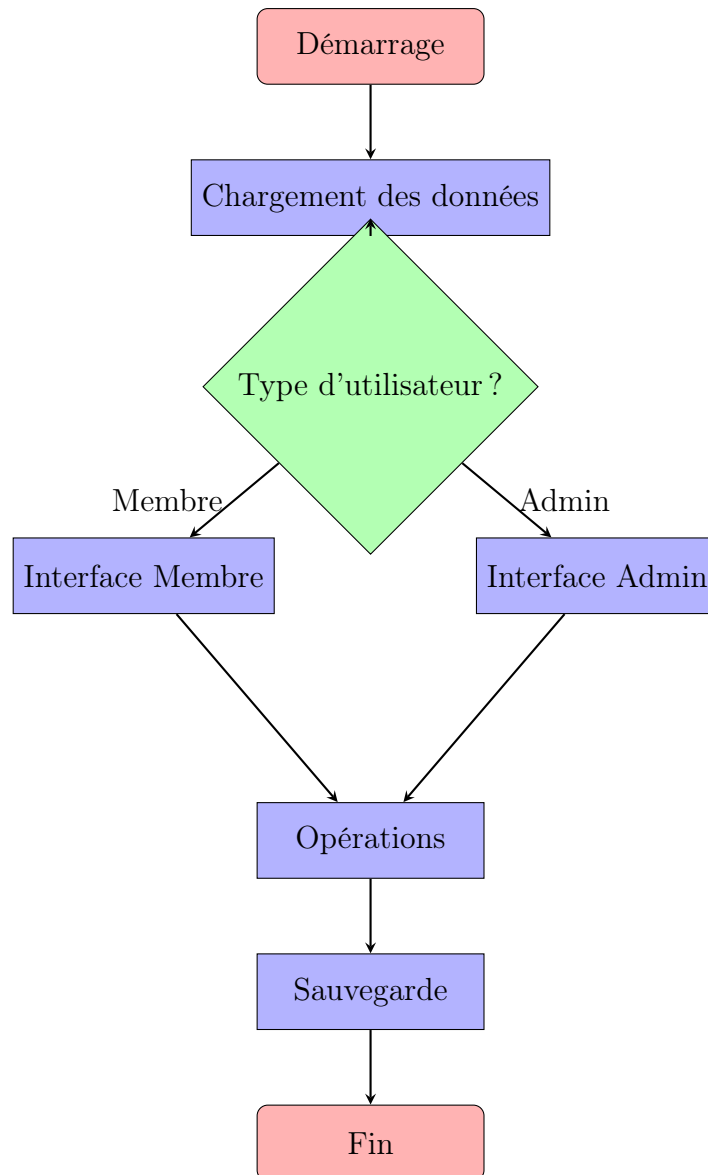 Démarrage
Chargement des données
Type d'utilisateur ?
Membre
Admin
Interface Membre
Interface Admin
Opérations
Sauvegarde
Fin